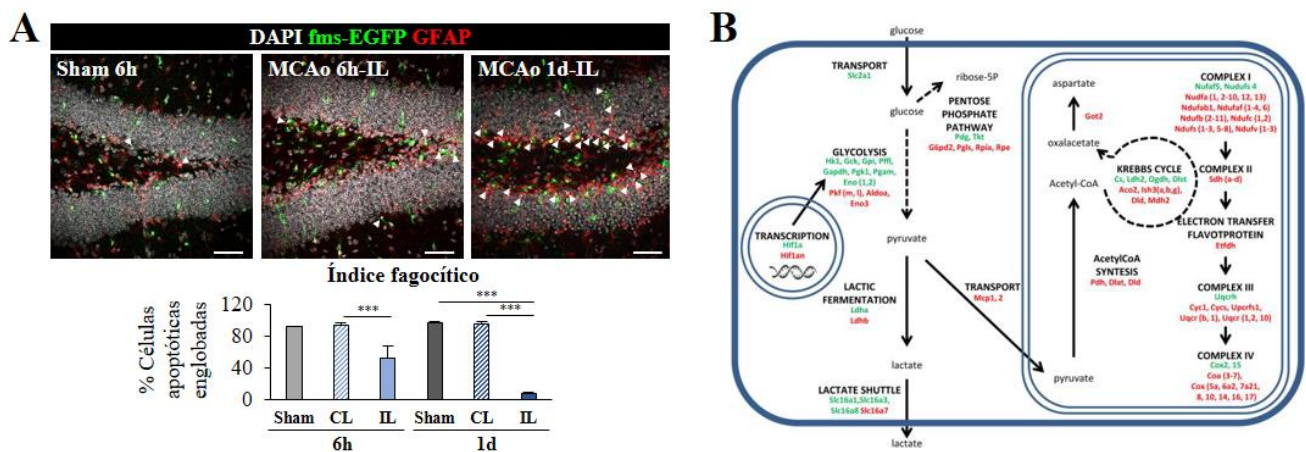 A
DAPI fms-EGFP GFAP
Sham 6h
MCAo 6h-IL
MCAo 1d-IL
Índice fagocítico
% Células
apoptóticas
englobadas
120
80
40
0
***
***
***
Sham
CL
IL
Sham
CL
IL
6h
1d
B
glucose
TRANSPORT
Slc2a1
ribose-5P
glucose
PENTOSE
PHOSPHATE
PATHWAY
Pdg, Tkt
G6pd2, Pgls, Rpia, Rpe
GLYCOLYSIS
Hk1, Gck, Gpi, Pffl,
Gapdh, Pgk1, Pgam,
Eno (1,2)
Pkf (m, l), Aldoa,
Eno3
TRANSCRIPTION
Hif1a
Hif1an
pyruvate
LACTIC
FERMENTATION
Ldha
Ldhb
TRANSPORT
Mcp1, 2
lactate
LACTATE SHUTTLE
Slc16a1,Slc16a3,
Slc16a8 Slc16a7
lactate
pyruvate
AcetylCoA
SYNTESIS
Pdh, Dlat, Dld
Acetyl-CoA
oxalacetate
Got2
aspartate
KREBBS CYCLE
Cs, Ldh2, Ogdh, Dlst
Aco2, Ish3(a,b,g),
Dld, Mdh2
COMPLEX I
Nufaf5, Nudufs 4
Nudfa (1, 2-10, 12, 13)
Ndufab1, Ndufaf (1-4, 6)
Ndufb (2-11), Ndufc (1,2)
Ndufs (1-3, 5-8), Ndufv (1-3)
COMPLEX II
Sdh (a-d)
ELECTRON TRANSFER
FLAVOTPROTEIN
Etfdh
COMPLEX III
Uqcrh
Cyc1, Cycs, Upcrfs1,
Uqcr (b, 1), Uqcr (1,2, 10)
COMPLEX IV
Cox2, 15
Coa (3-7),
Cox (5a, 6a2, 7a21,
8, 10, 14, 16, 17)